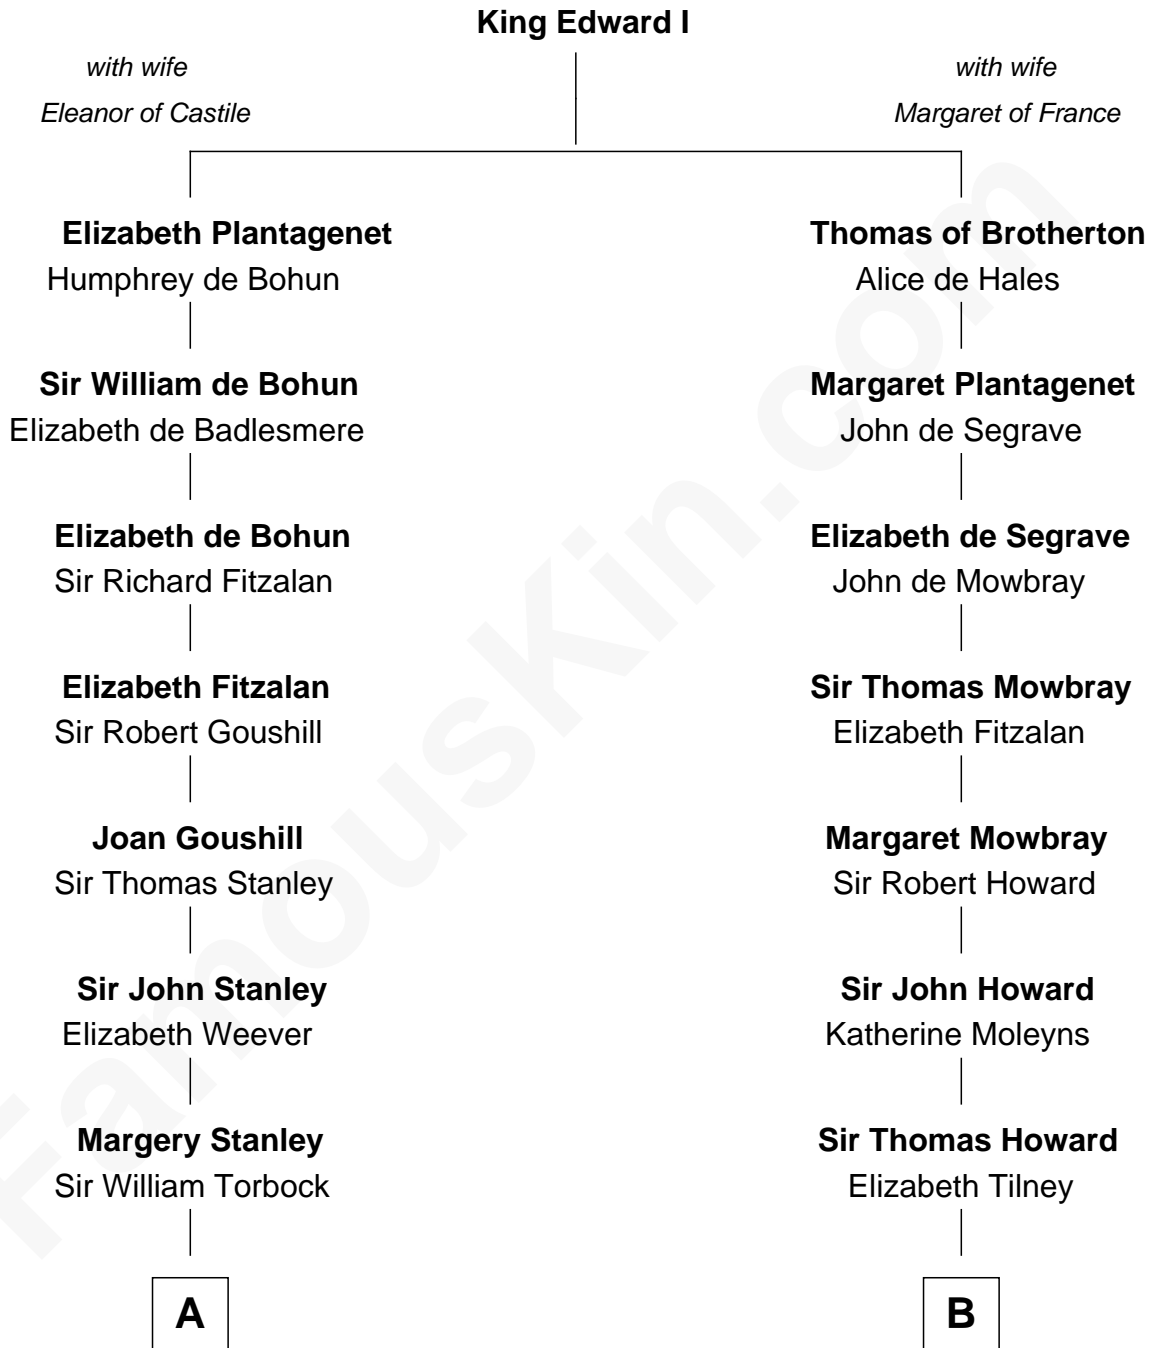 King Edward I
with wife
Eleanor of Castile
with wife
Margaret of France
Elizabeth Plantagenet
Humphrey de Bohun
Sir William de Bohun
Elizabeth de Badlesmere
Elizabeth de Bohun
Sir Richard Fitzalan
Elizabeth Fitzalan
Sir Robert Goushill
Joan Goushill
Sir Thomas Stanley
Sir John Stanley
Elizabeth Weever
Margery Stanley
Sir William Torbock
A
Thomas of Brotherton
Alice de Hales
Margaret Plantagenet
John de Segrave
Elizabeth de Segrave
John de Mowbray
Sir Thomas Mowbray
Elizabeth Fitzalan
Margaret Mowbray
Sir Robert Howard
Sir John Howard
Katherine Moleyns
Sir Thomas Howard
Elizabeth Tilney
B
FamousKin.com